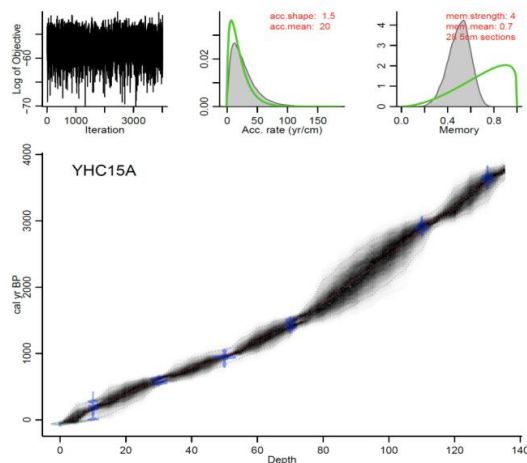 Log of Objective
−70
−60
−50
0
1000
3000
Iteration
acc.shape: 1.5
acc.mean: 20
0.00
0.02
0
50
100
150
Acc. rate (yr/cm)
mem.strength: 4
mem.mean: 0.7
28 5cm sections
0
1
2
3
4
0.0
0.4
0.8
Memory
YHC15A
cal yr BP
0
1000
2000
3000
4000
0
20
40
60
80
100
120
140
Depth